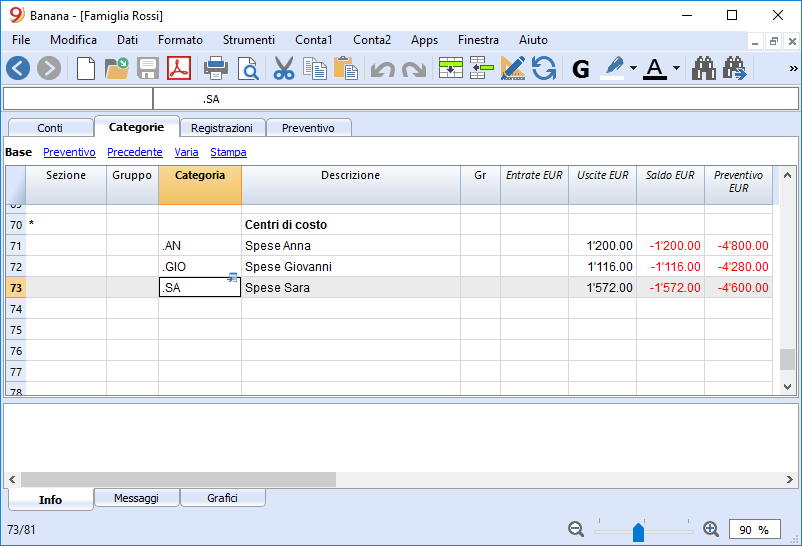 Banana - [Famiglia Rossi]
File Modifica Dati Formato Strumenti Conta1 Conta2 Apps Finestra Aiuto
G A »
.SA
Conti Categorie Registrazioni Preventivo
Base Preventivo Precedente Varia Stampa
Sezione Gruppo Categoria Descrizione Gr Entrate EUR Uscite EUR Saldo EUR Preventivo
EUR
69
70 * Centri di costo
71 .AN Spese Anna 1'200.00 -1'200.00 -4'800.00
72 .GIO Spese Giovanni 1'116.00 -1'116.00 -4'280.00
73 .SA Spese Sara 1'572.00 -1'572.00 -4'600.00
74
75
76
77
78
Info Messaggi Grafici
73/81 90 %